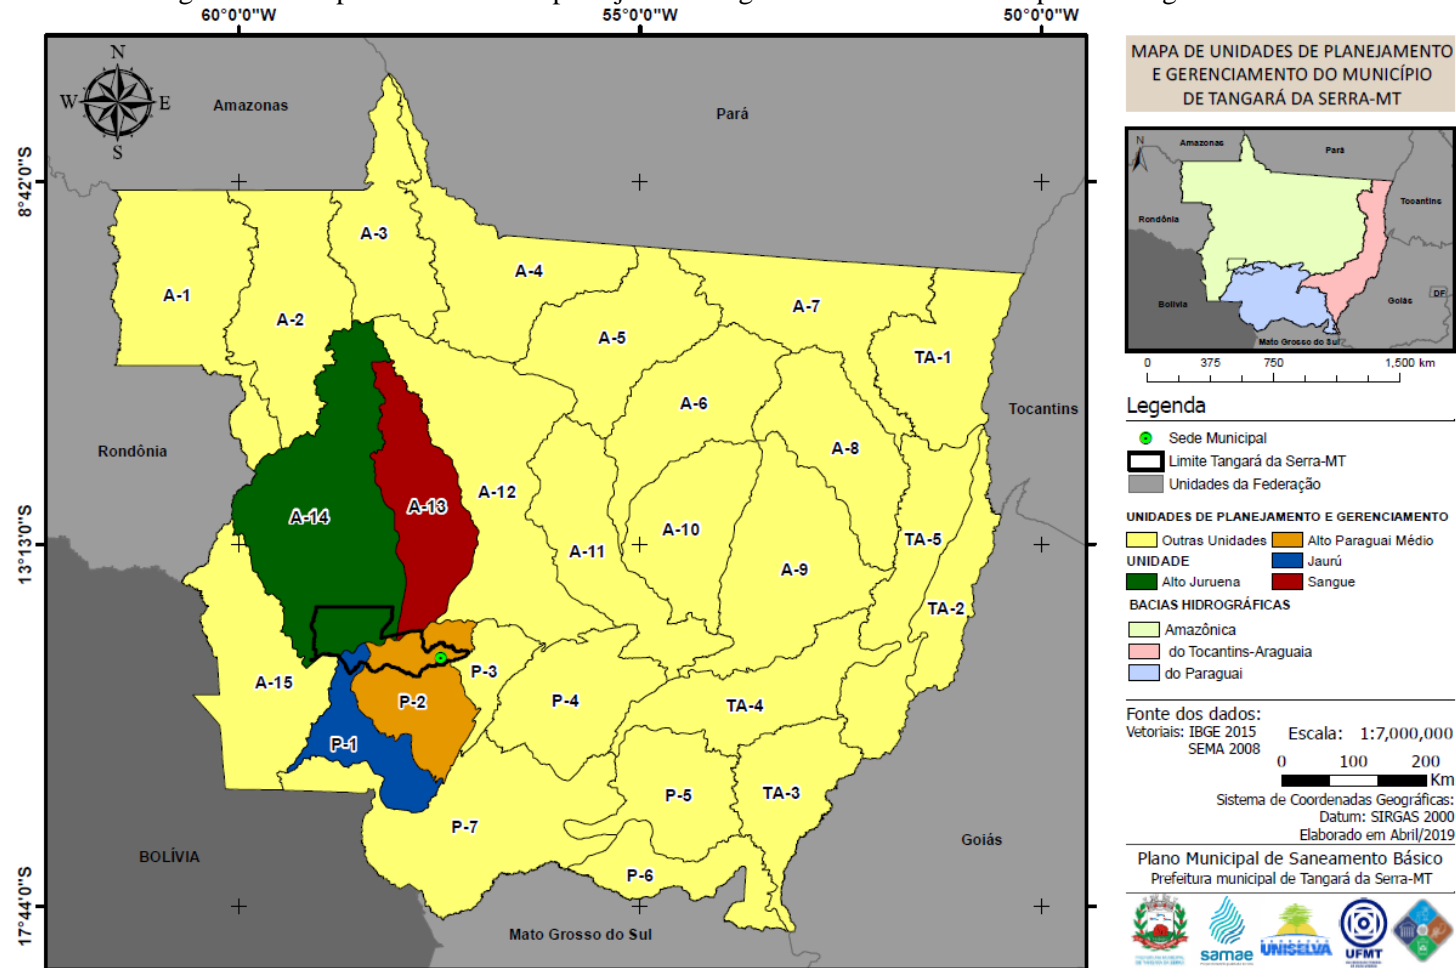 60°0'0"W
55°0'0"W
50°0'0"W
8°42'0"S
13°13'0"S
17°44'0"S
N
W
E
S
Amazonas
Pará
Rondônia
Tocantins
BOLÍVIA
Goiás
Mato Grosso do Sul
A-1
A-2
A-3
A-4
A-5
A-6
A-7
A-8
A-9
A-10
A-11
A-12
A-13
A-14
A-15
TA-1
TA-2
TA-3
TA-4
TA-5
P-1
P-2
P-3
P-4
P-5
P-6
P-7
MAPA DE UNIDADES DE PLANEJAMENTO
E GERENCIAMENTO DO MUNICÍPIO
DE TANGARÁ DA SERRA-MT
N
Amazonas
Pará
Tocantins
Rondônia
Bolivia
Goiás
DF
Mato Grosso do Sul
0 375 750 1,500 km
Legenda
Sede Municipal
Limite Tangará da Serra-MT
Unidades da Federação
UNIDADES DE PLANEJAMENTO E GERENCIAMENTO
Outras Unidades Alto Paraguai Médio
UNIDADE Jaurú
Alto Juruena Sangue
BACIAS HIDROGRÁFICAS
Amazônica
do Tocantins-Araguaia
do Paraguai
Fonte dos dados:
Vetoriais: IBGE 2015
SEMA 2008
Escala: 1:7,000,000
0 100 200
Km
Sistema de Coordenadas Geográficas:
Datum: SIRGAS 2000
Elaborado em Abril/2019
Plano Municipal de Saneamento Básico
Prefeitura municipal de Tangará da Serra-MT
samae
UNISELVA
UFMT